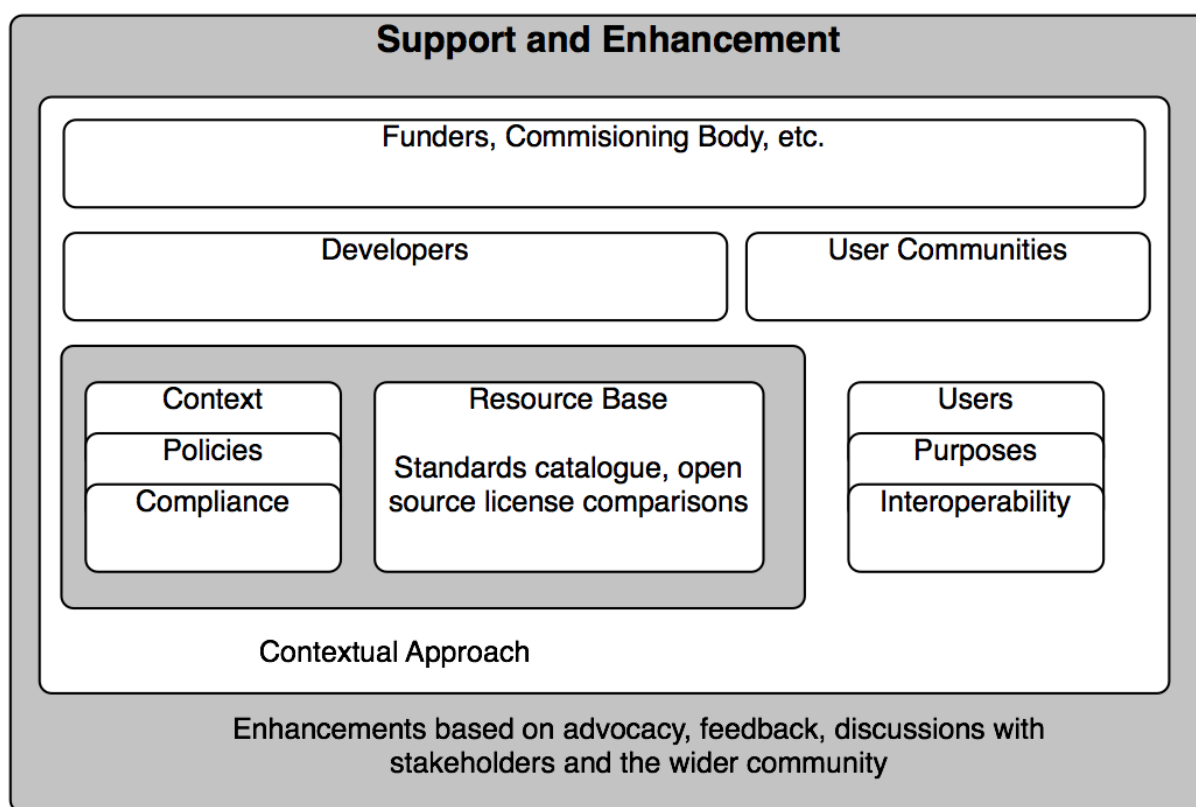 Support and Enhancement
Funders, Commisioning Body, etc.
Developers
User Communities
Context
Policies
Compliance
Resource Base
Standards catalogue, open
source license comparisons
Users
Purposes
Interoperability
Contextual Approach
Enhancements based on advocacy, feedback, discussions with
stakeholders and the wider community